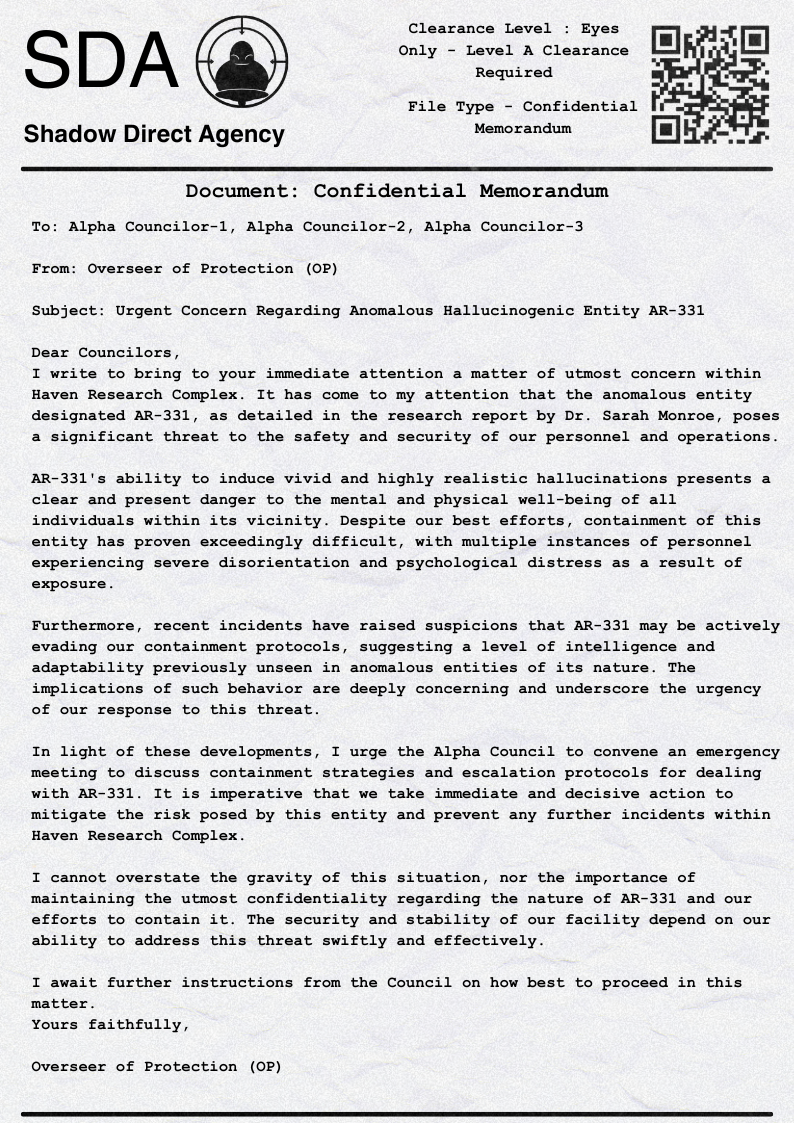 SDA
Shadow Direct Agency
Clearance Level : Eyes
Only - Level A Clearance
Required
File Type - Confidential
Memorandum
Document: Confidential Memorandum
To: Alpha Councilor-1, Alpha Councilor-2, Alpha Councilor-3
From: Overseer of Protection (OP)
Subject: Urgent Concern Regarding Anomalous Hallucinogenic Entity AR-331
Dear Councilors,
I write to bring to your immediate attention a matter of utmost concern within
Haven Research Complex. It has come to my attention that the anomalous entity
designated AR-331, as detailed in the research report by Dr. Sarah Monroe, poses
a significant threat to the safety and security of our personnel and operations.
AR-331's ability to induce vivid and highly realistic hallucinations presents a
clear and present danger to the mental and physical well-being of all
individuals within its vicinity. Despite our best efforts, containment of this
entity has proven exceedingly difficult, with multiple instances of personnel
experiencing severe disorientation and psychological distress as a result of
exposure.
Furthermore, recent incidents have raised suspicions that AR-331 may be actively
evading our containment protocols, suggesting a level of intelligence and
adaptability previously unseen in anomalous entities of its nature. The
implications of such behavior are deeply concerning and underscore the urgency
of our response to this threat.
In light of these developments, I urge the Alpha Council to convene an emergency
meeting to discuss containment strategies and escalation protocols for dealing
with AR-331. It is imperative that we take immediate and decisive action to
mitigate the risk posed by this entity and prevent any further incidents within
Haven Research Complex.
I cannot overstate the gravity of this situation, nor the importance of
maintaining the utmost confidentiality regarding the nature of AR-331 and our
efforts to contain it. The security and stability of our facility depend on our
ability to address this threat swiftly and effectively.
I await further instructions from the Council on how best to proceed in this
matter.
Yours faithfully,
Overseer of Protection (OP)